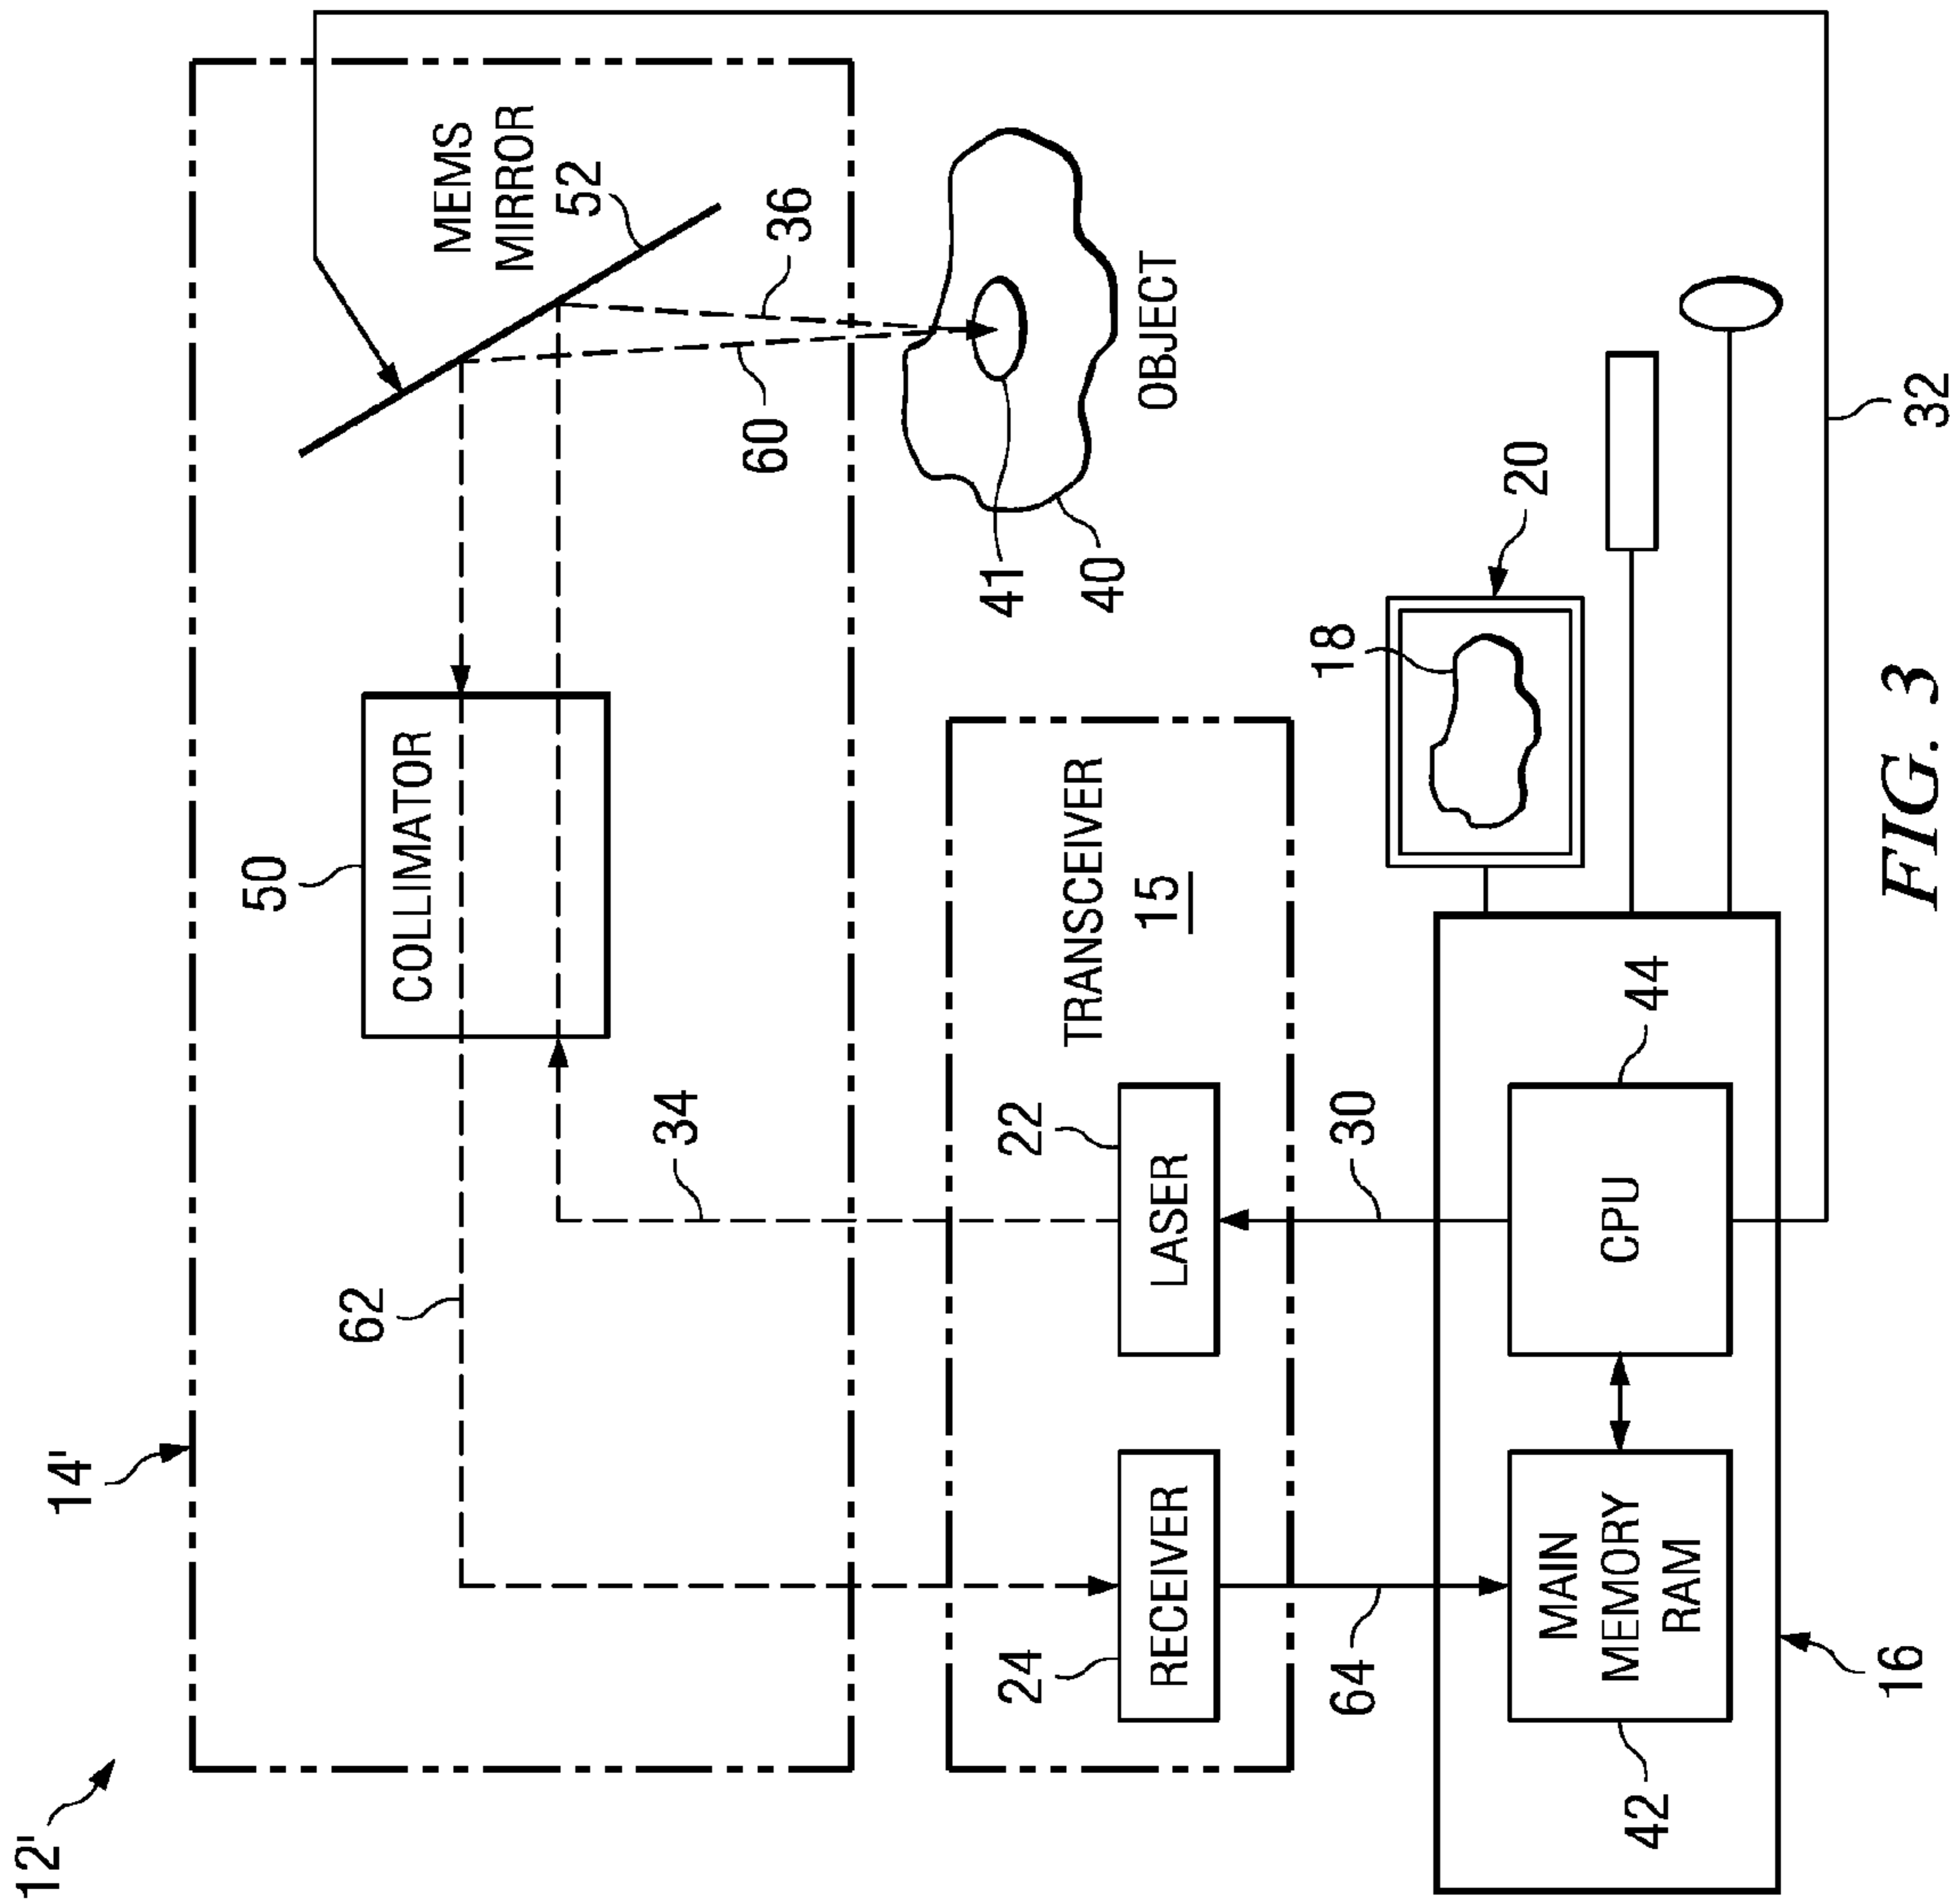 12'
14'
50
COLLIMATOR
MEMS
MIRROR
52
62
34
60
36
TRANSCEIVER
15
24
RECEIVER
22
LASER
41
40
OBJECT
64
30
18
20
42
MAIN
MEMORY
RAM
CPU
44
16
32
FIG. 3